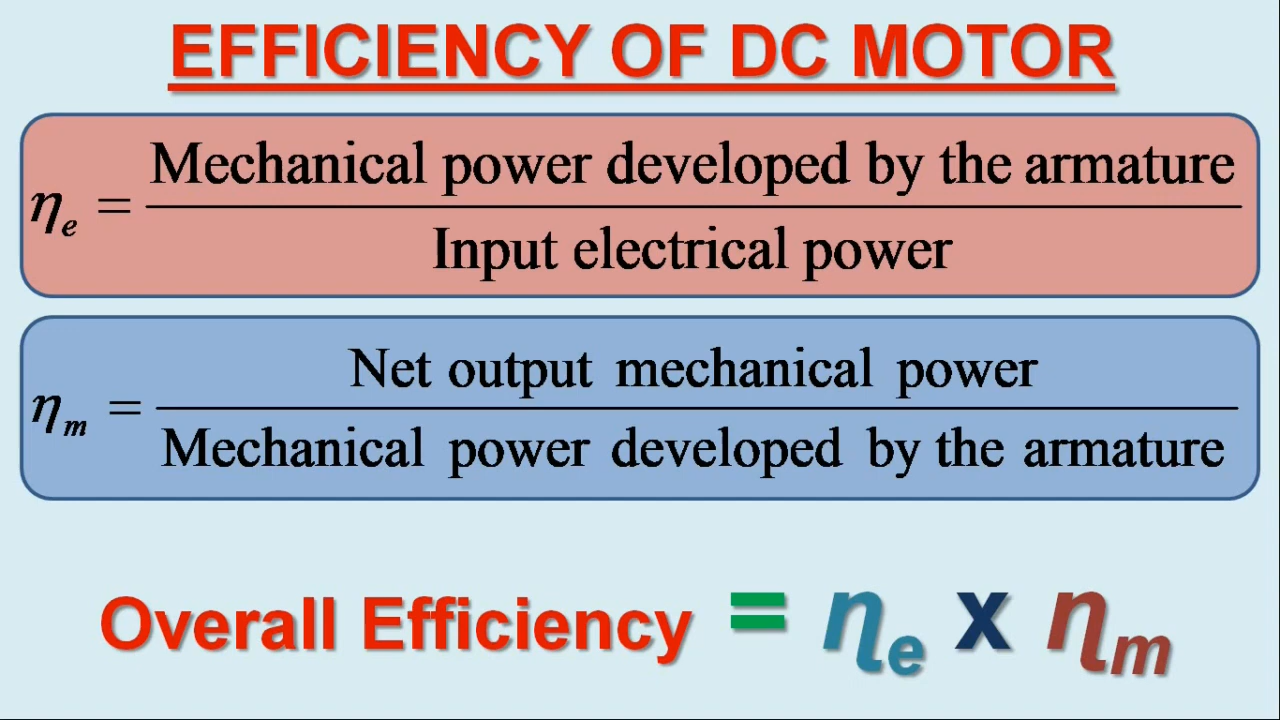 EFFICIENCY OF DC MOTOR
ηe = Mechanical power developed by the armature
Input electrical power
ηm = Net output mechanical power
Mechanical power developed by the armature
Overall Efficiency = ηe x ηm